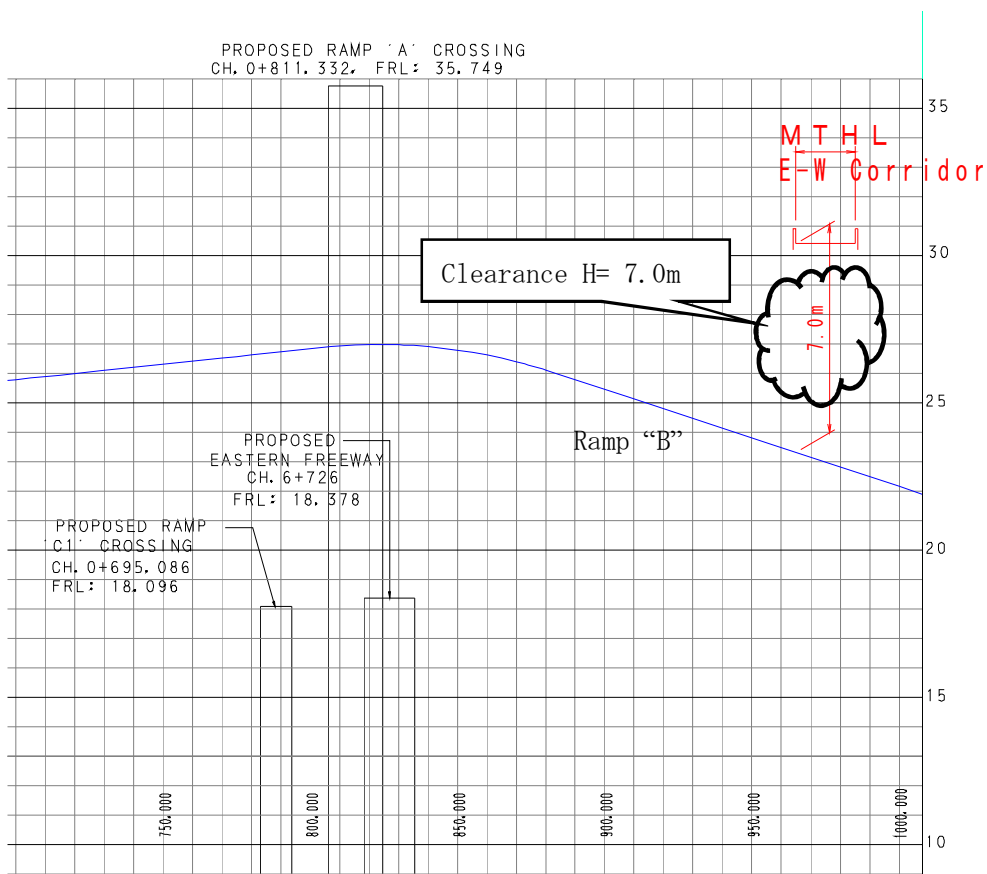 PROPOSED RAMP 'A' CROSSING
CH. 0+811.332, FRL: 35.749
35
M T H L
E-W Corridor
30
Clearance H= 7.0m
7.0m
25
Ramp “B”
PROPOSED
EASTERN FREEWAY
CH. 6+726
FRL: 18.378
20
PROPOSED RAMP
'C1' CROSSING
CH. 0+695.086
FRL: 18.096
15
750.000
800.000
850.000
900.000
950.000
1000.000
10